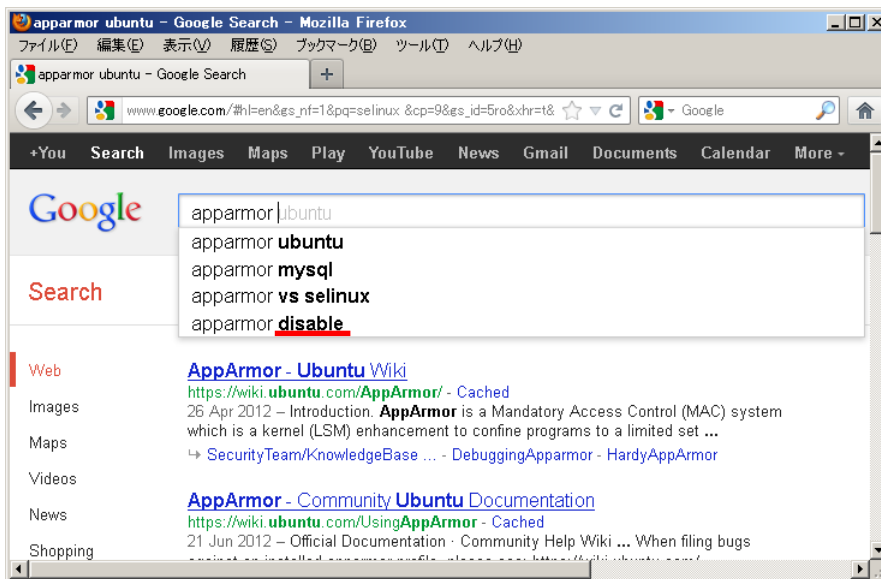 apparmor ubuntu - Google Search - Mozilla Firefox
ファイル(F) 編集(E) 表示(V) 履歴(S) ブックマーク(B) ツール(T) ヘルプ(H)
apparmor ubuntu - Google Search
www.google.com/#hl=en&gs_nf=1&pq=selinux &cp=9&gs_id=5ro&xhr=t& Google
+You Search Images Maps Play YouTube News Gmail Documents Calendar More
Google apparmor ubuntu
apparmor ubuntu
apparmor mysql
apparmor vs selinux
apparmor disable
Search
Web
Images
Maps
Videos
News
Shopping
AppArmor - Ubuntu Wiki
https://wiki.ubuntu.com/AppArmor/ - Cached
26 Apr 2012 – Introduction. AppArmor is a Mandatory Access Control (MAC) system
which is a kernel (LSM) enhancement to confine programs to a limited set ...
SecurityTeam/KnowledgeBase ... - DebuggingApparmor - HardyAppArmor
AppArmor - Community Ubuntu Documentation
https://wiki.ubuntu.com/UsingAppArmor - Cached
21 Jun 2012 – Official Documentation · Community Help Wiki ... When filing bugs